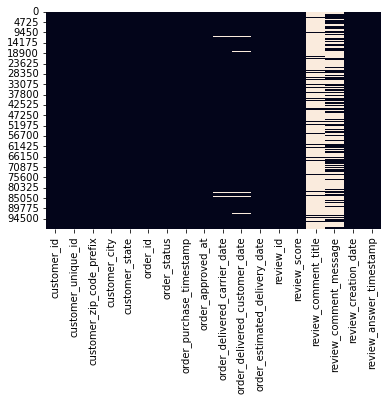 0
4725
9450
14175
18900
23625
28350
33075
37800
42525
47250
51975
56700
61425
66150
70875
75600
80325
85050
89775
94500
customer_id
customer_unique_id
customer_zip_code_prefix
customer_city
customer_state
order_id
order_status
order_purchase_timestamp
order_approved_at
order_delivered_carrier_date
order_delivered_customer_date
order_estimated_delivery_date
review_id
review_score
review_comment_title
review_comment_message
review_creation_date
review_answer_timestamp